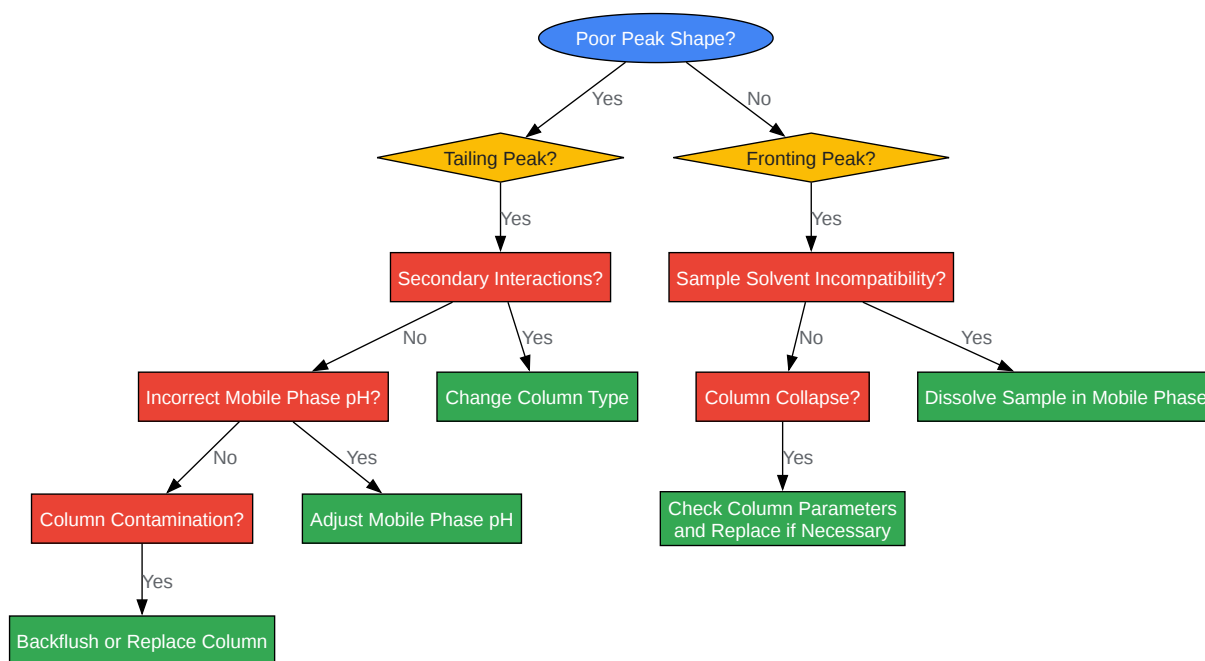 Poor Peak Shape?
Yes
No
Tailing Peak?
Fronting Peak?
Yes
Yes
Secondary Interactions?
Sample Solvent Incompatibility?
No
Yes
No
Yes
Incorrect Mobile Phase pH?
Change Column Type
Column Collapse?
Dissolve Sample in Mobile Phase
No
Yes
Yes
Column Contamination?
Adjust Mobile Phase pH
Check Column Parameters
and Replace if Necessary
Yes
Backflush or Replace Column